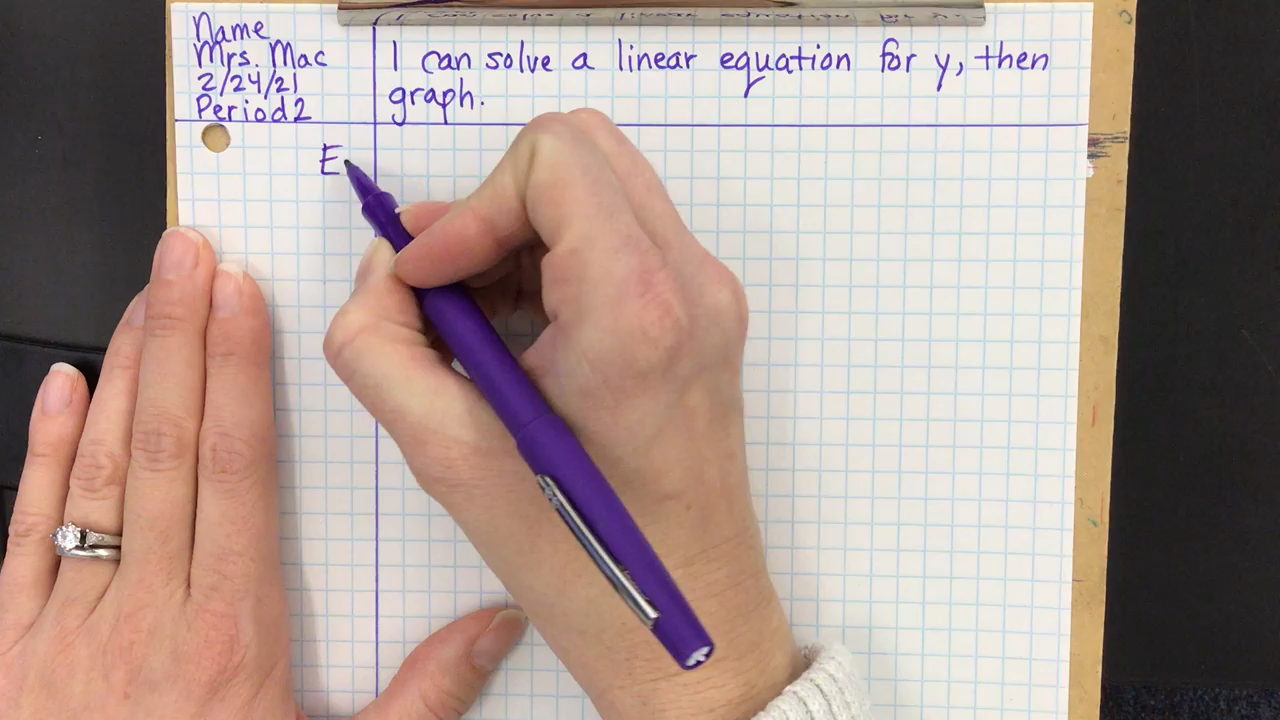 Name
Mrs. Mac
2/24/21
Period 2
I can solve a linear equation for y, then
graph.
E